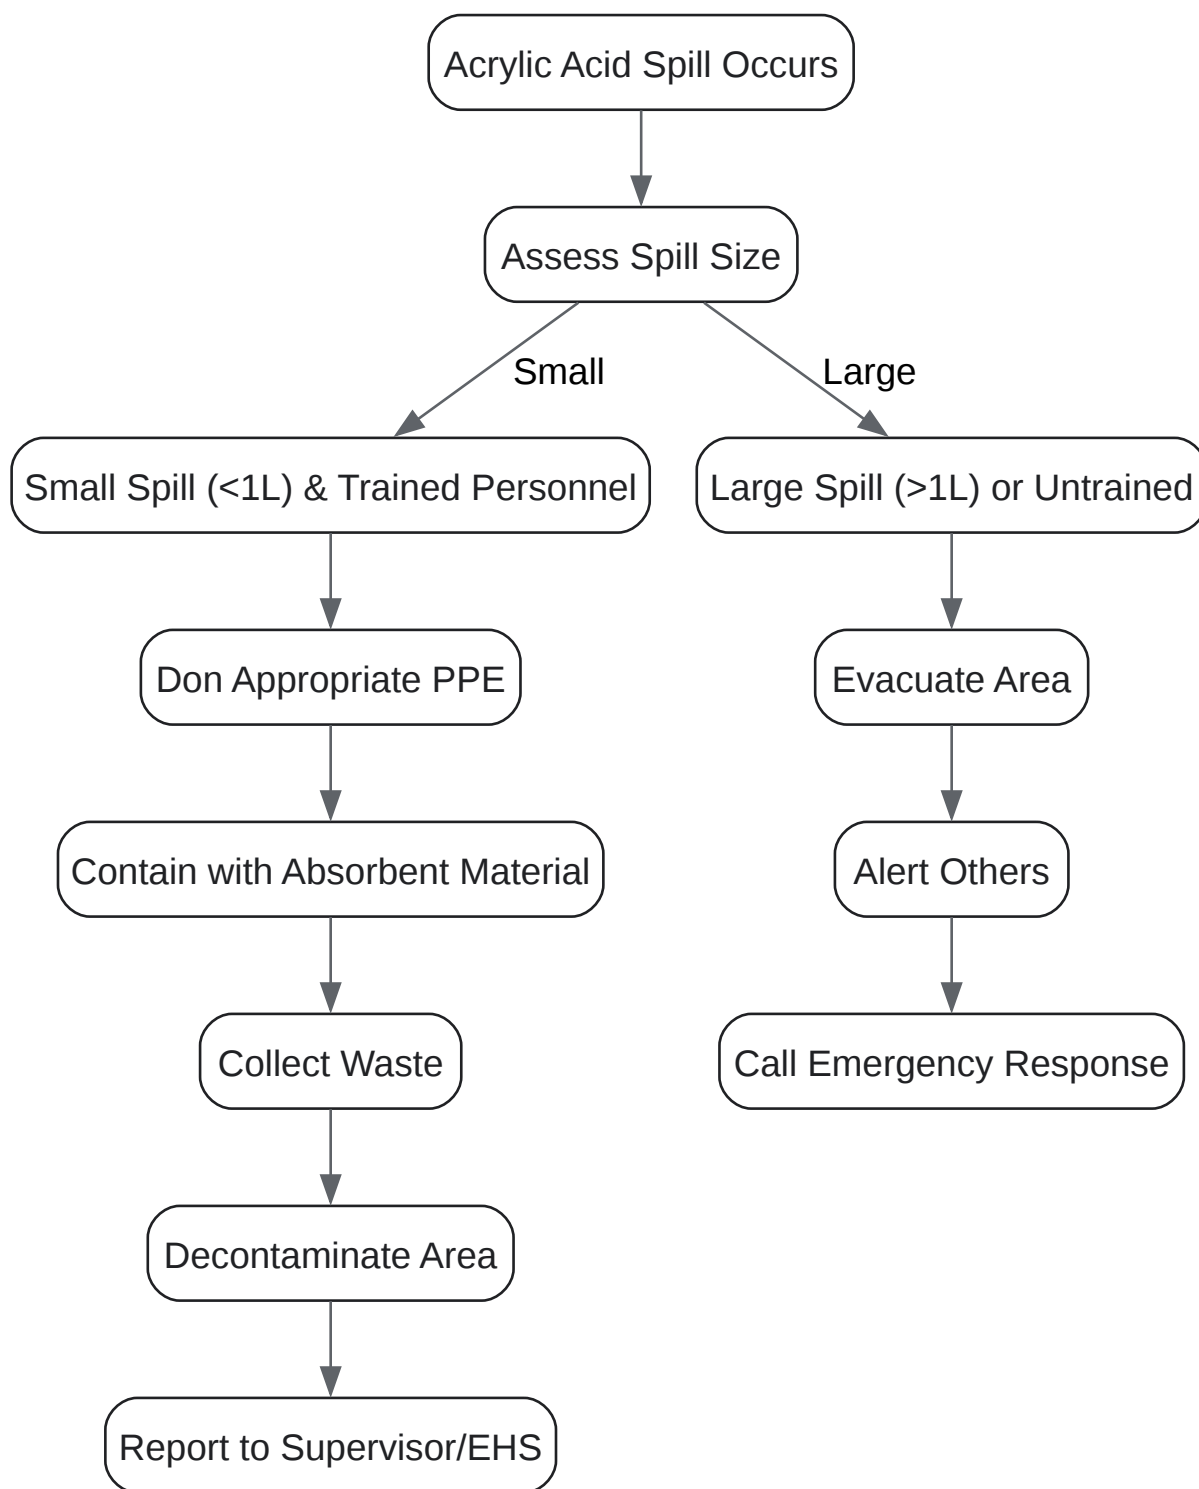 Acrylic Acid Spill Occurs
Assess Spill Size
Small
Large
Small Spill (<1L) & Trained Personnel
Large Spill (>1L) or Untrained
Don Appropriate PPE
Evacuate Area
Contain with Absorbent Material
Alert Others
Collect Waste
Call Emergency Response
Decontaminate Area
Report to Supervisor/EHS